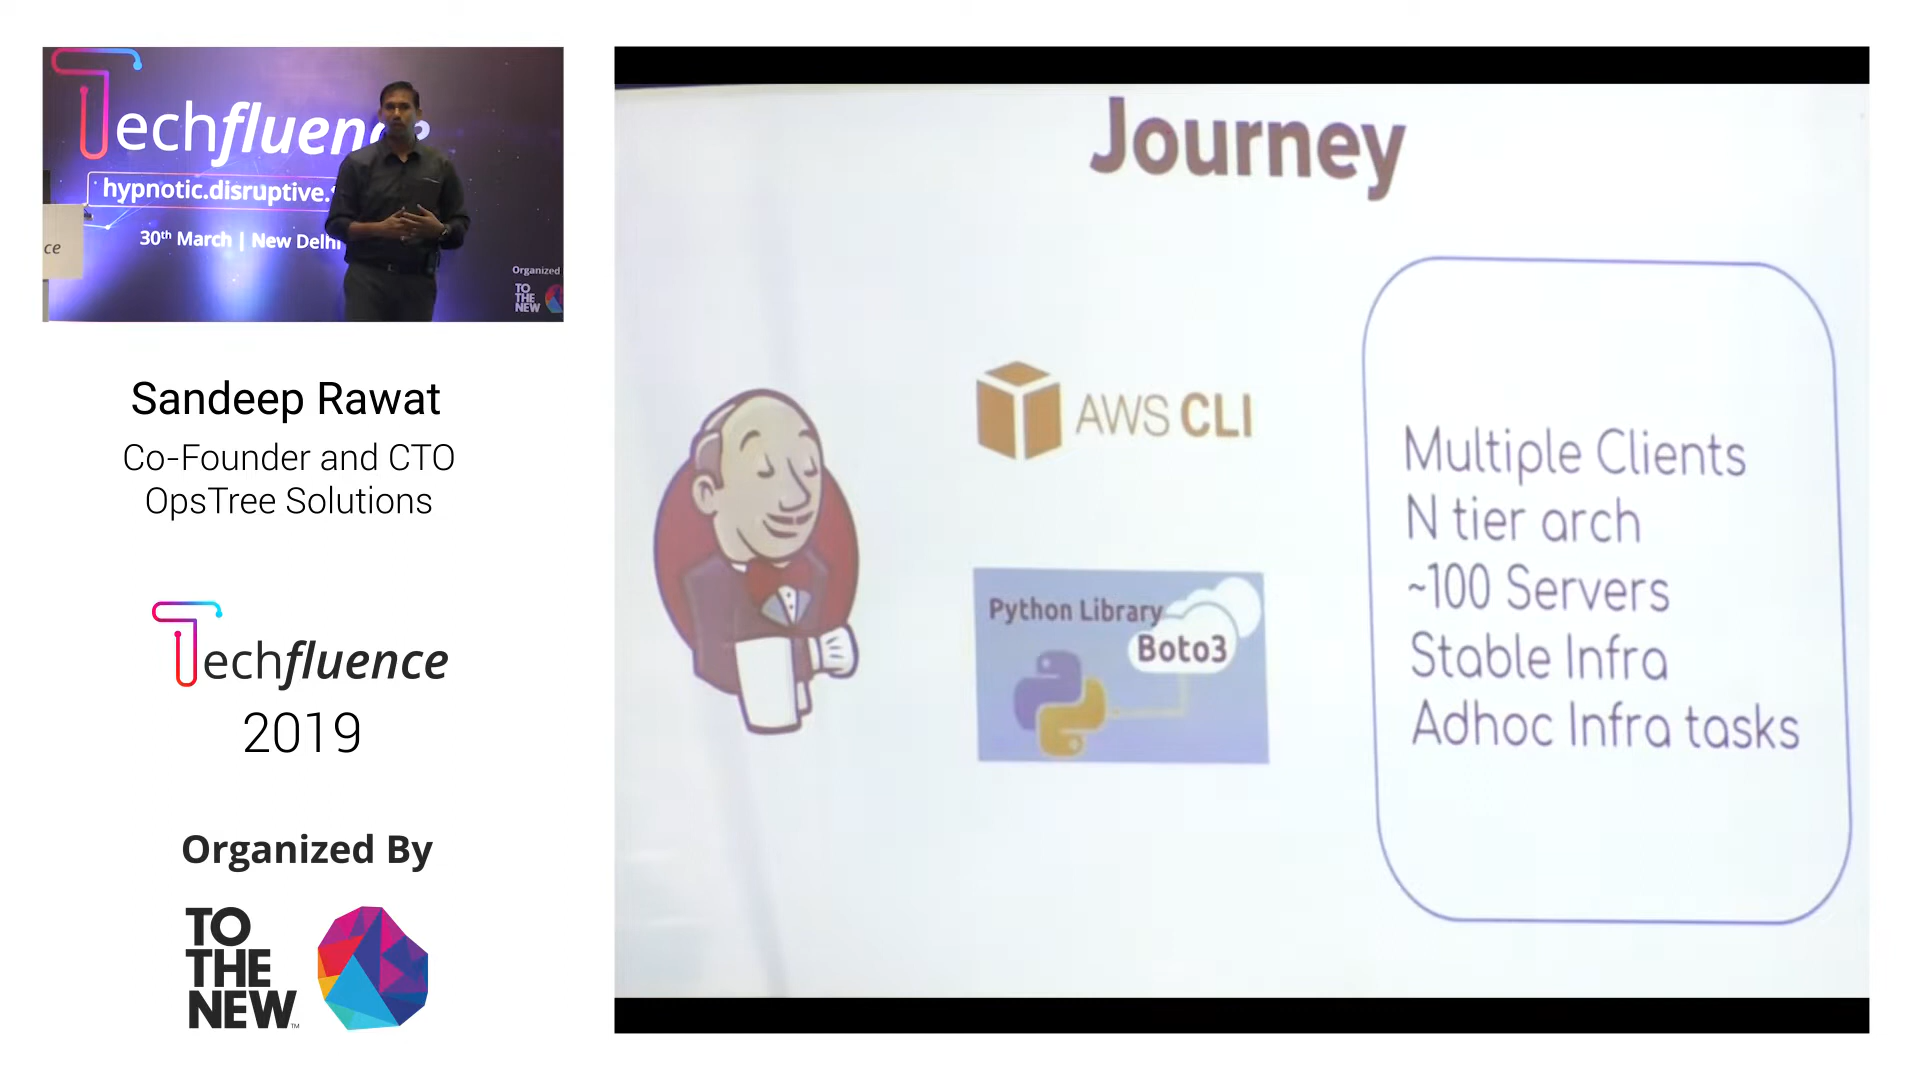 Techfluence
hypnotic.disruptive.
30th March | New Delhi
ce
Organized
TO
THE
NEW
Sandeep Rawat
Co-Founder and CTO
OpsTree Solutions
Techfluence
2019
Organized By
TO
THE
NEW™
Journey
AWS CLI
Python Library
Boto3
Multiple Clients
N tier arch
~100 Servers
Stable Infra
Adhoc Infra tasks